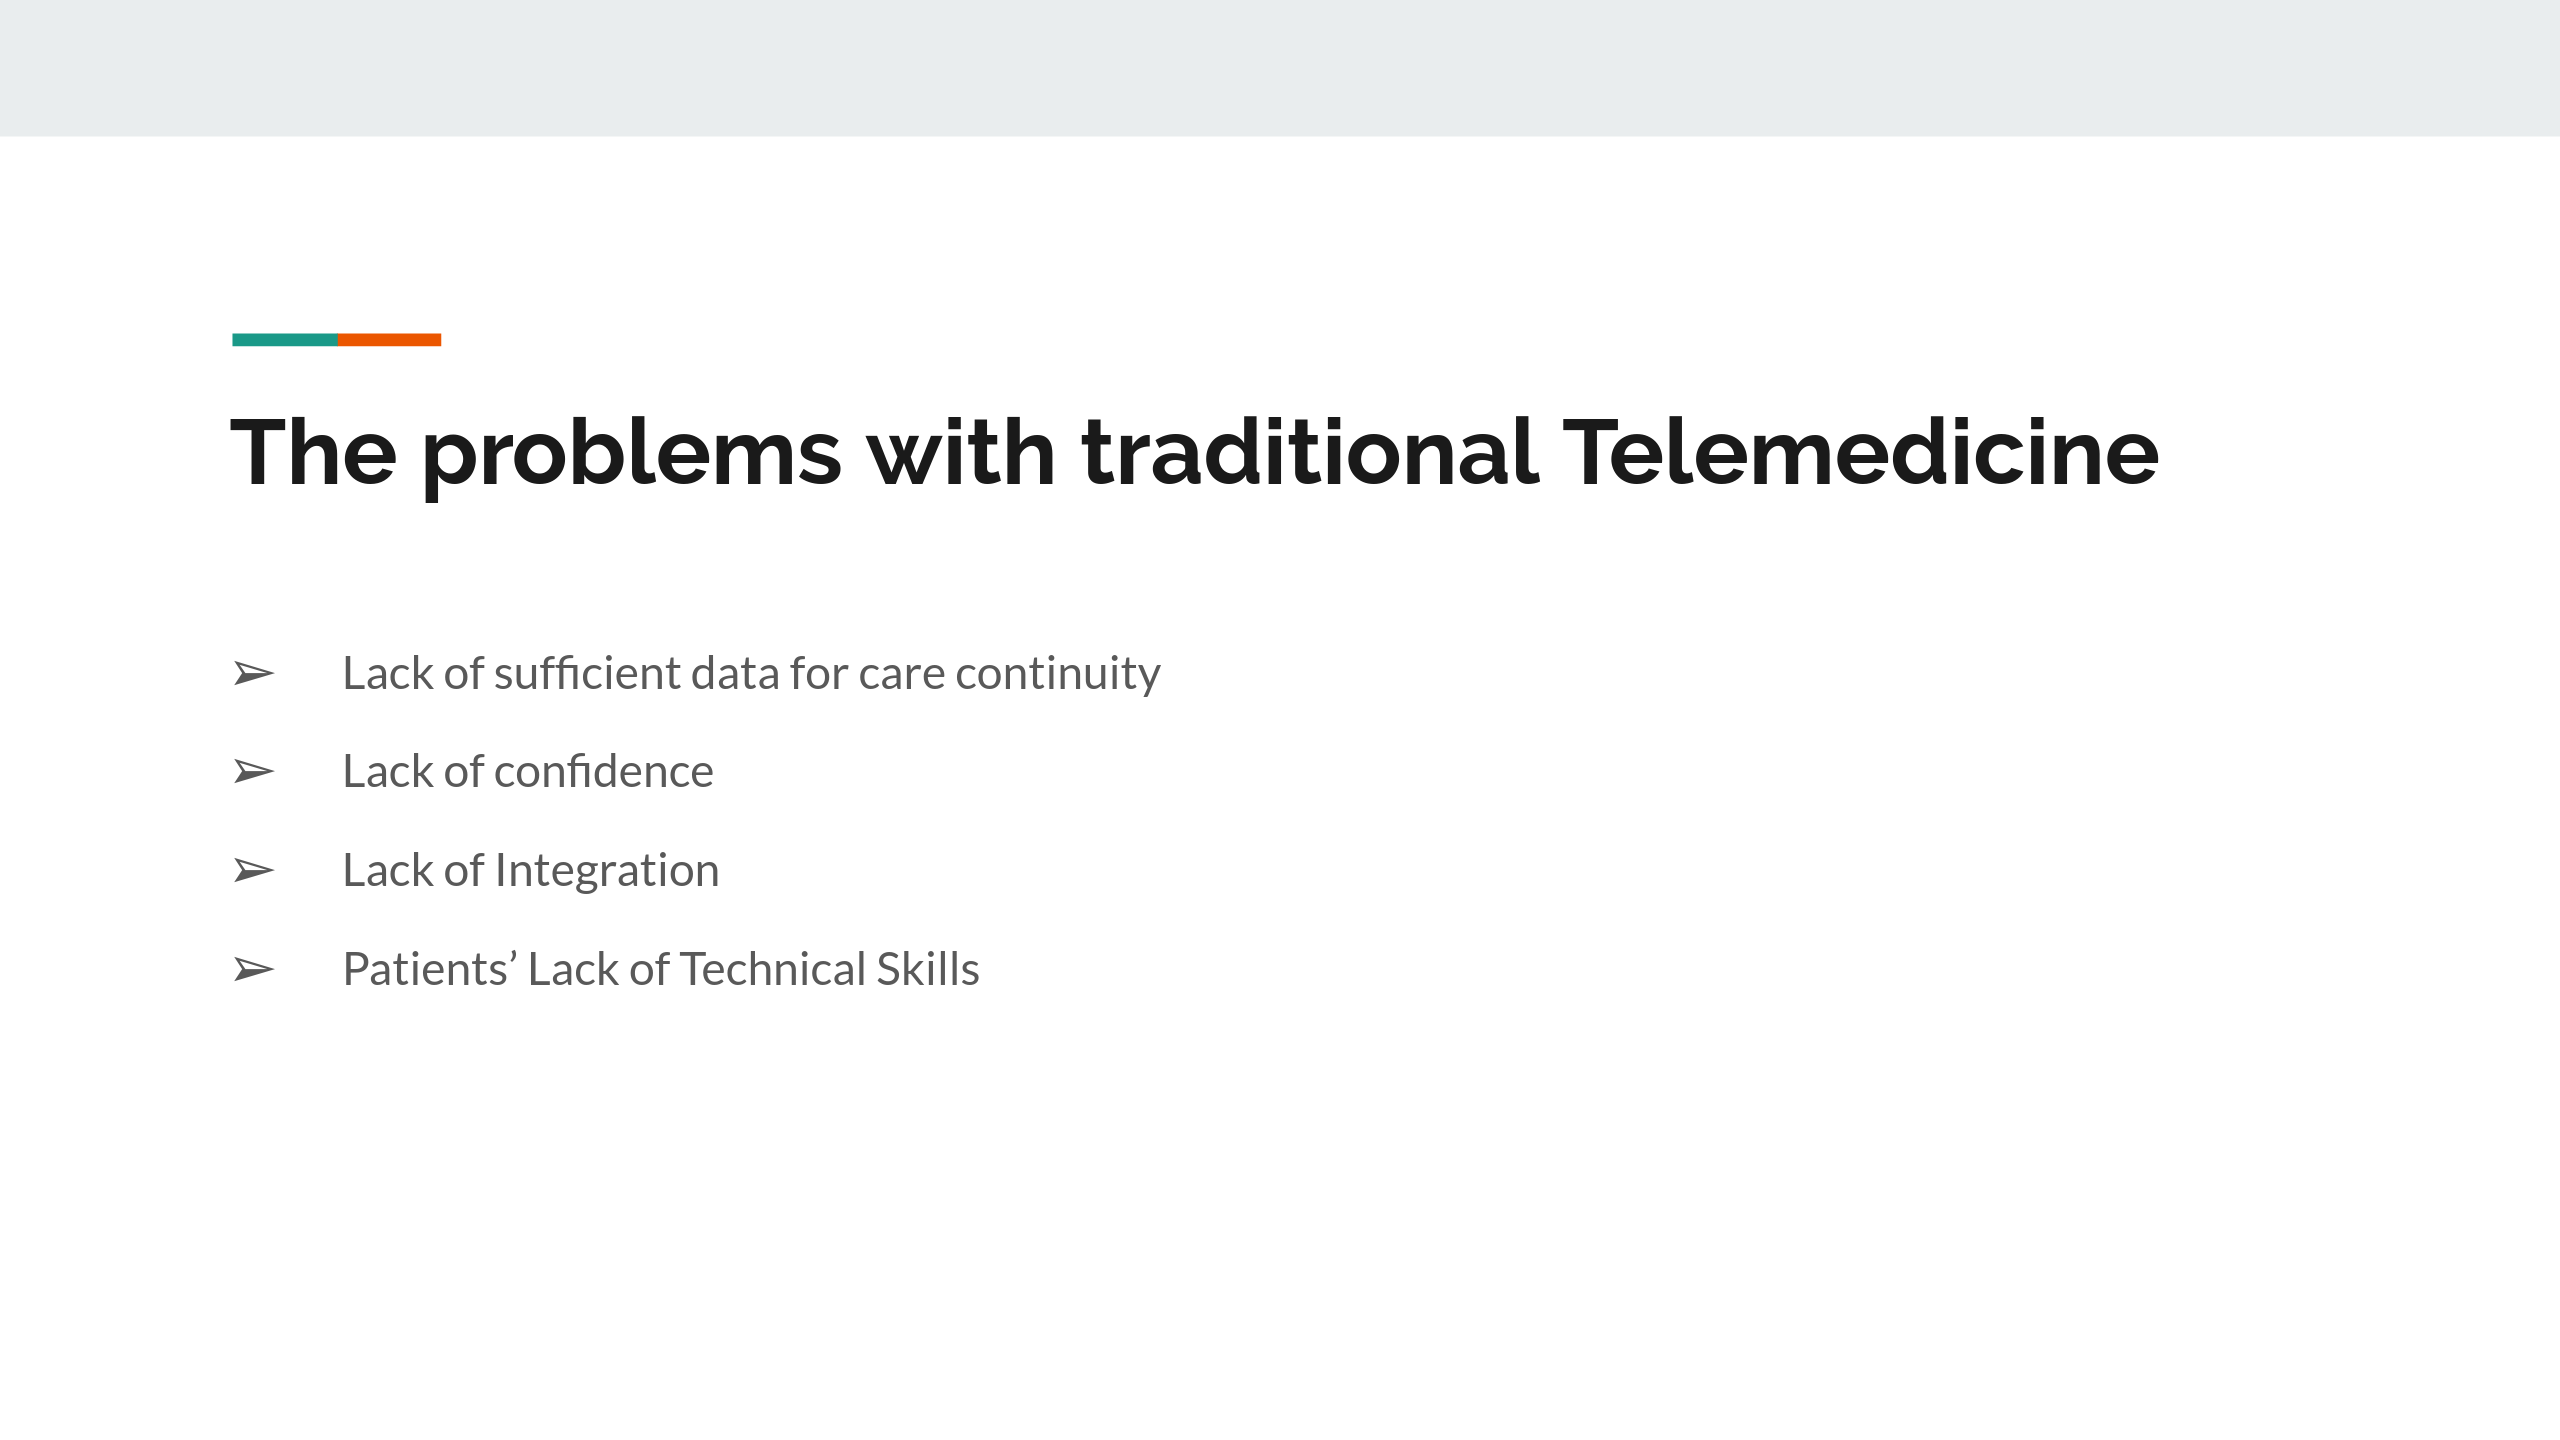 The problems with traditional Telemedicine
➢ Lack of sufficient data for care continuity
➢ Lack of confidence
➢ Lack of Integration
➢ Patients’ Lack of Technical Skills